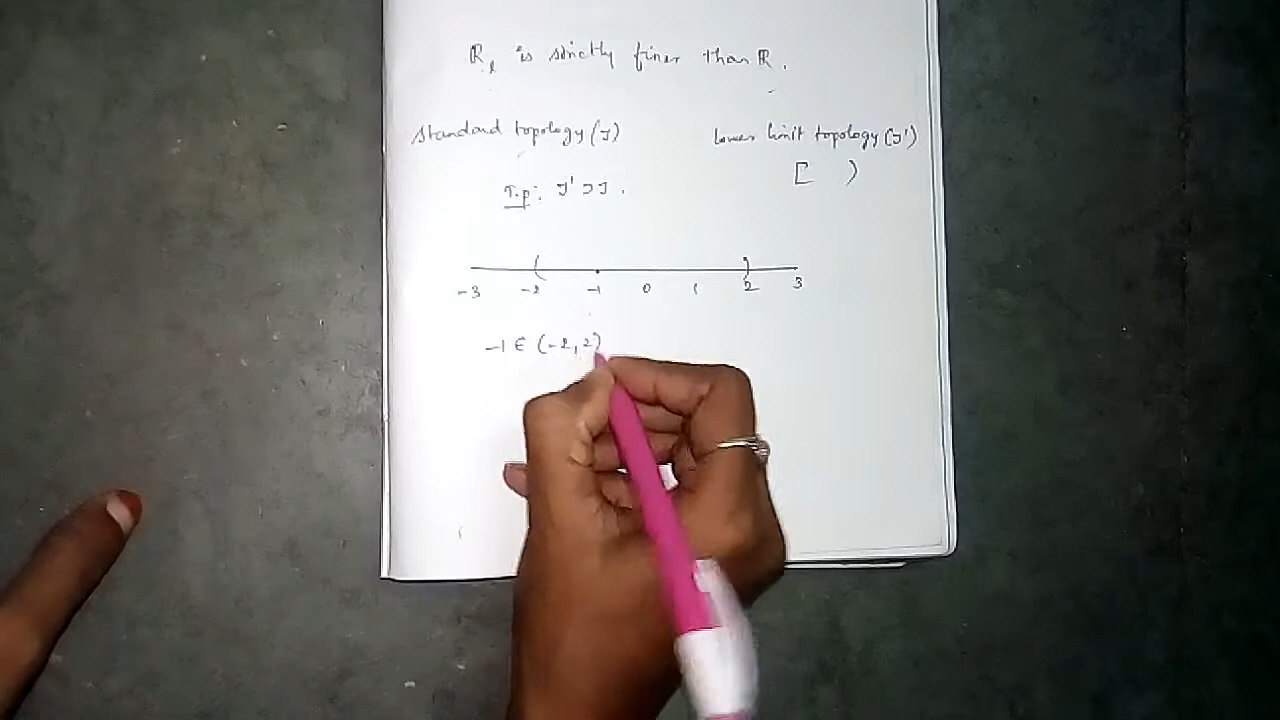 ℝₗ is strictly finer than ℝ.
Standard topology (𝒥)
Lower limit topology (𝒥')
[ )
T.p: 𝒥' ⊃ 𝒥.
( )
-3 -2 -1 0 1 2 3
-1 ∈ (-2, 2)